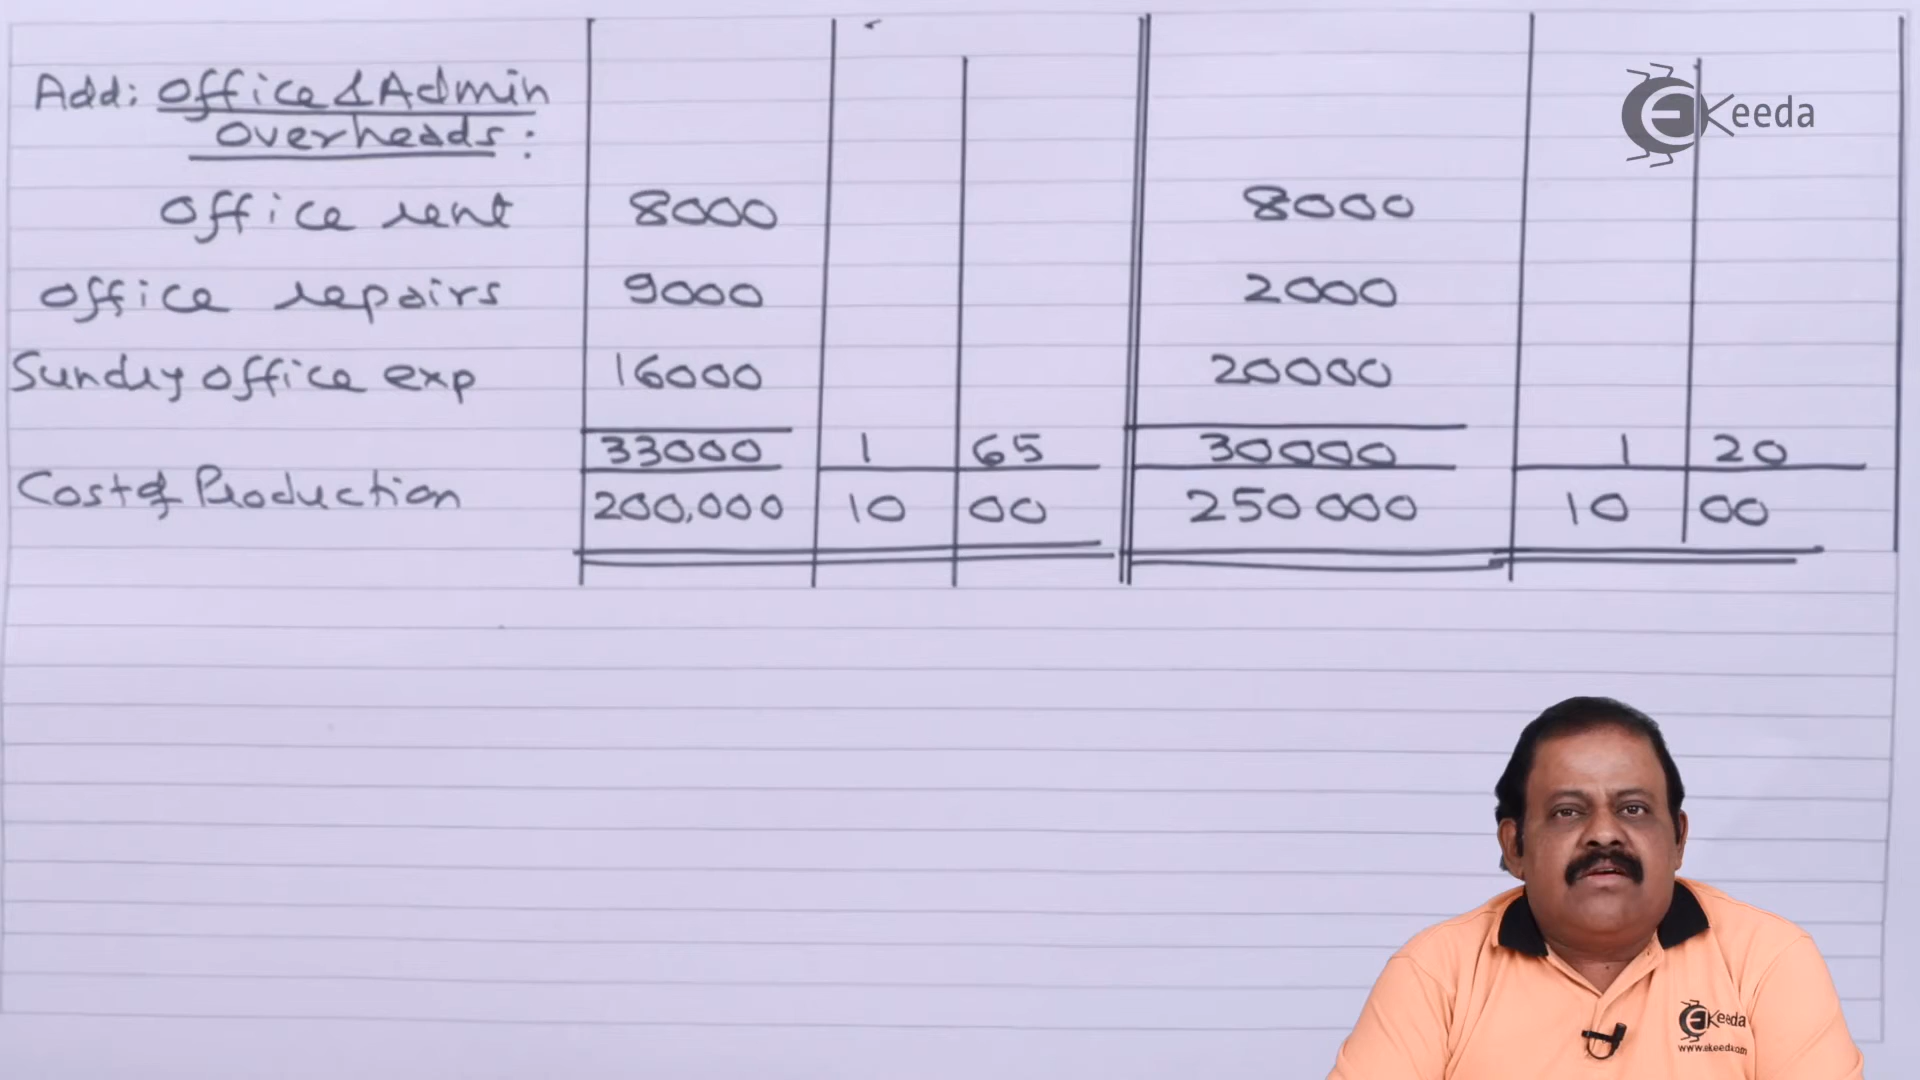 Add: Office & Admin
Overheads:
Office rent 8000 8000
Office repairs 9000 2000
Sundry office exp 16000 20000
33000 1 65 30000 1 20
Cost of Production 200,000 10 00 250000 10 00
EKeeda
EKeeda
www.ekeeda.com